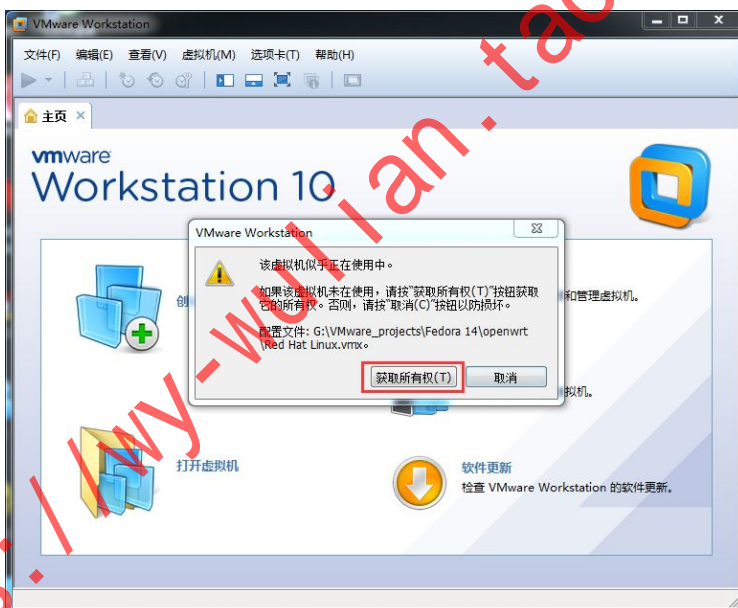 VMware Workstation
文件(F) 编辑(E) 查看(V) 虚拟机(M) 选项卡(T) 帮助(H)
主页
vmware
Workstation 10
VMware Workstation
该虚拟机似乎正在使用中。
如果该虚拟机未在使用，请按"获取所有权(T)"按钮获取
它的所有权。否则，请按"取消(C)"按钮以防损坏。
配置文件: G:\VMware_projects\Fedora 14\openwrt
\Red Hat Linux.vmx。
获取所有权(T) 取消
创
和管理虚拟机。
拟机。
打开虚拟机
软件更新
检查 VMware Workstation 的软件更新。
://wy-wulian.tao